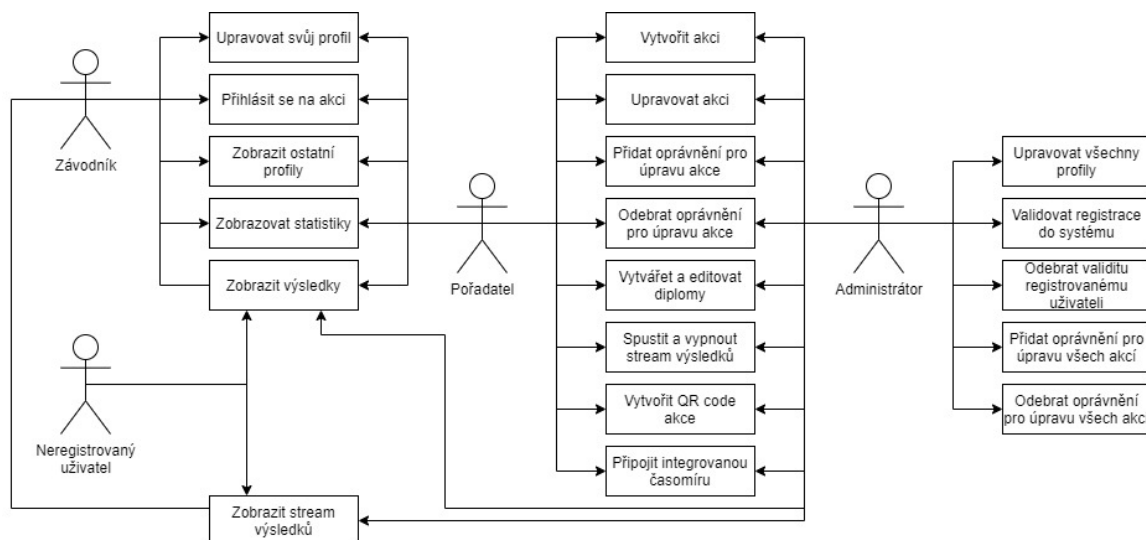 Upravovat svůj profil
Přihlásit se na akci
Zobrazit ostatní
profily
Zobrazovat statistiky
Zobrazit výsledky
Závodník
Neregistrovaný
uživatel
Zobrazit stream
výsledků
Pořadatel
Vytvořit akci
Upravovat akci
Přidat oprávnění pro
úpravu akce
Odebrat oprávnění
pro úpravu akce
Vytvářet a editovat
diplomy
Spustit a vypnout
stream výsledků
Vytvořit QR code
akce
Připojit integrovanou
časomíru
Administrátor
Upravovat všechny
profily
Validovat registrace
do systému
Odebrat validitu
registrovanému
uživateli
Přidat oprávnění pro
úpravu všech akcí
Odebrat oprávnění
pro úpravu všech akcí